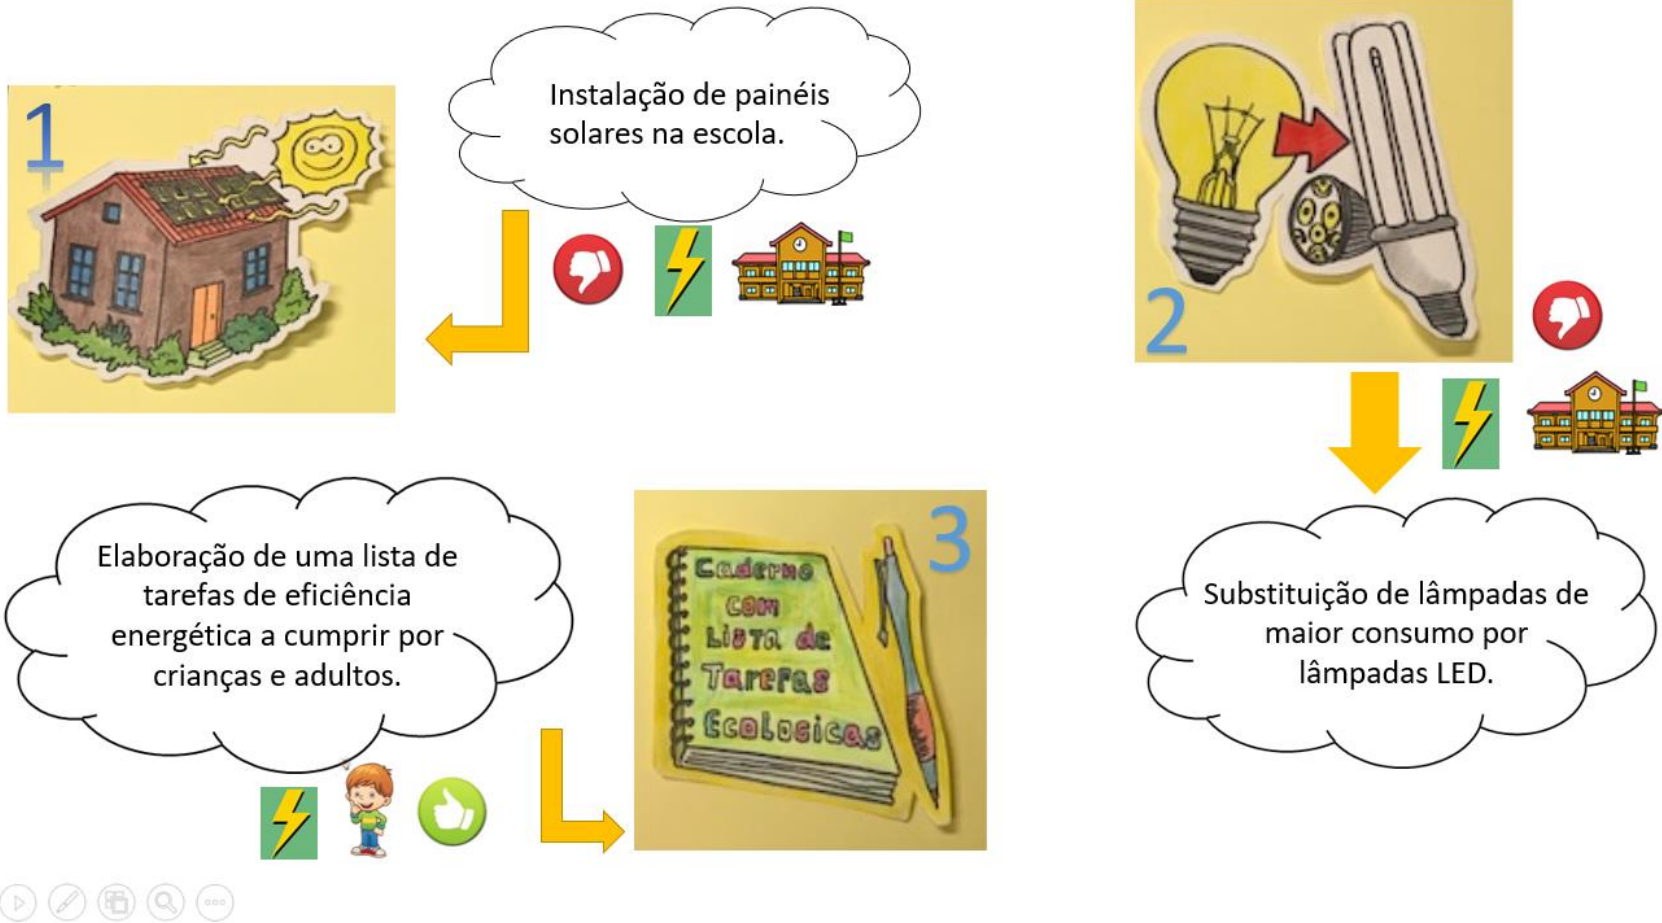 1
Instalação de painéis
solares na escola.
2
Elaboração de uma lista de
tarefas de eficiência
energética a cumprir por
crianças e adultos.
3
Caderno
com
Lista de
Tarefas
Ecologicas
Substituição de lâmpadas de
maior consumo por
lâmpadas LED.